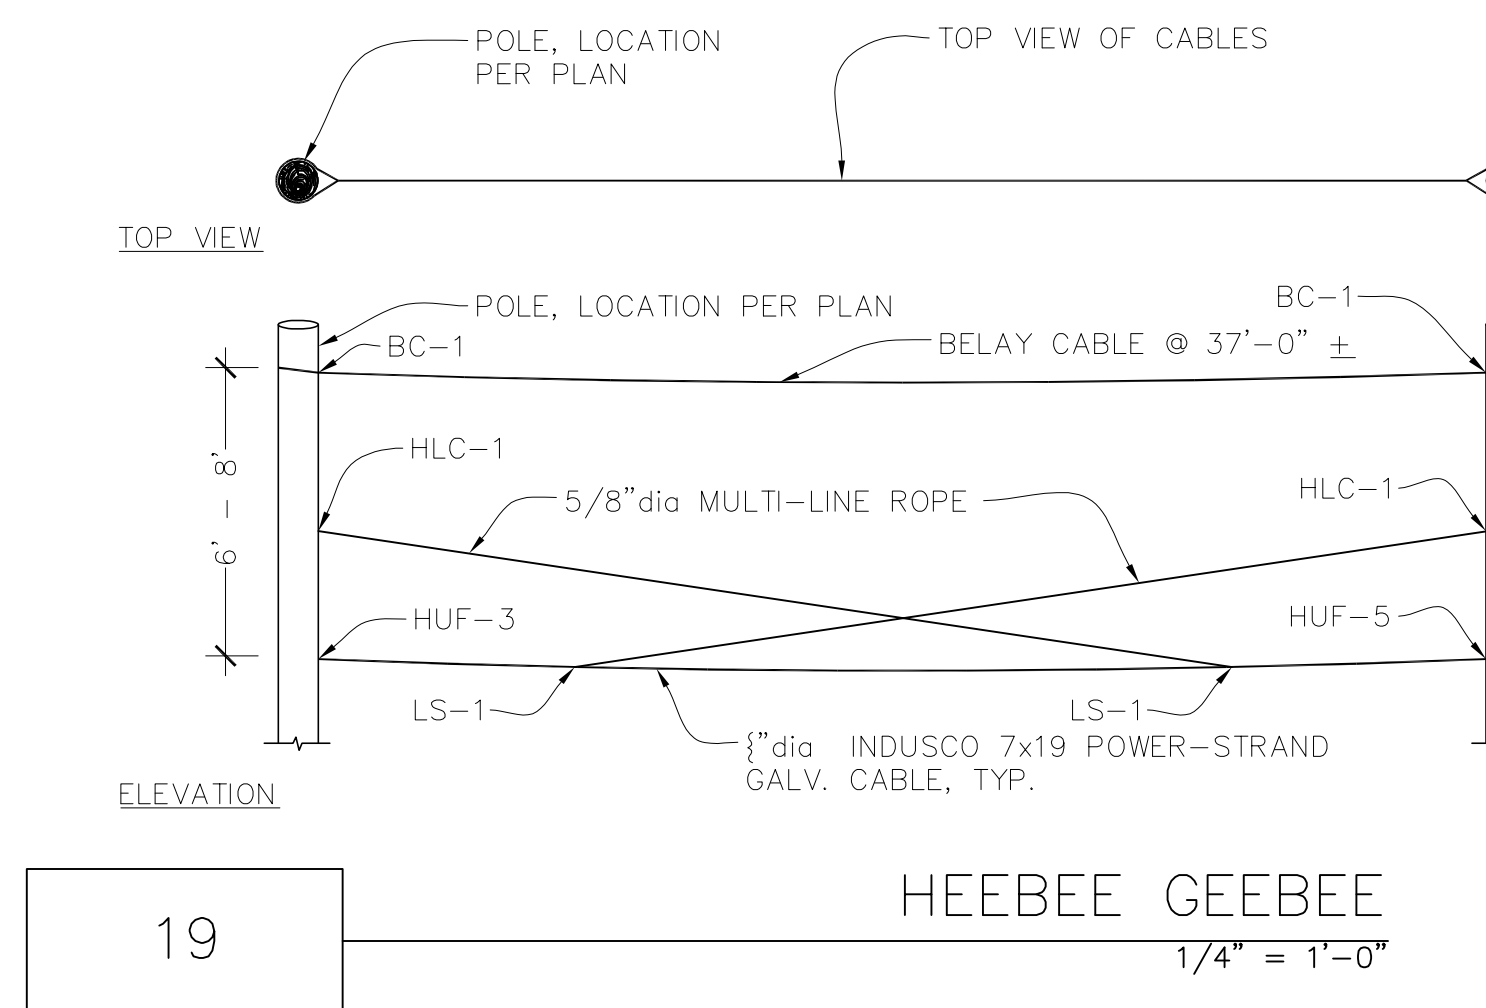 POLE, LOCATION
PER PLAN
TOP VIEW OF CABLES
TOP VIEW
POLE, LOCATION PER PLAN
BC-1
BC-1
BELAY CABLE @ 37'-0" ±
HLC-1
6' - 8'
5/8"dia MULTI-LINE ROPE
HLC-1
HUF-3
HUF-5
LS-1
LS-1
{"dia INDUSCO 7x19 POWER-STRAND
GALV. CABLE, TYP.
ELEVATION
HEEBEE GEEBEE
19
1/4" = 1'-0"